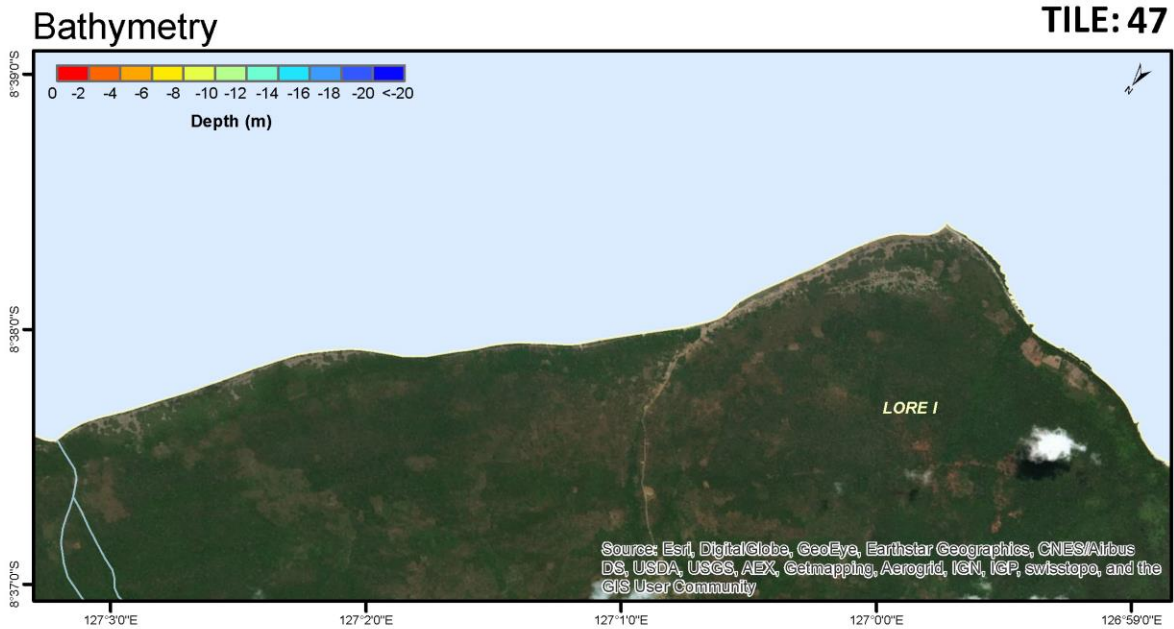 Bathymetry
TILE: 47
0 -2 -4 -6 -8 -10 -12 -14 -16 -18 -20 <-20
Depth (m)
N
8°39'0"S
8°38'0"S
8°37'0"S
LORE I
Source: Esri, DigitalGlobe, GeoEye, Earthstar Geographics, CNES/Airbus
DS, USDA, USGS, AEX, Getmapping, Aerogrid, IGN, IGP, swisstopo, and the
GIS User Community
127°3'0"E 127°2'0"E 127°1'0"E 127°0'0"E 126°59'0"E